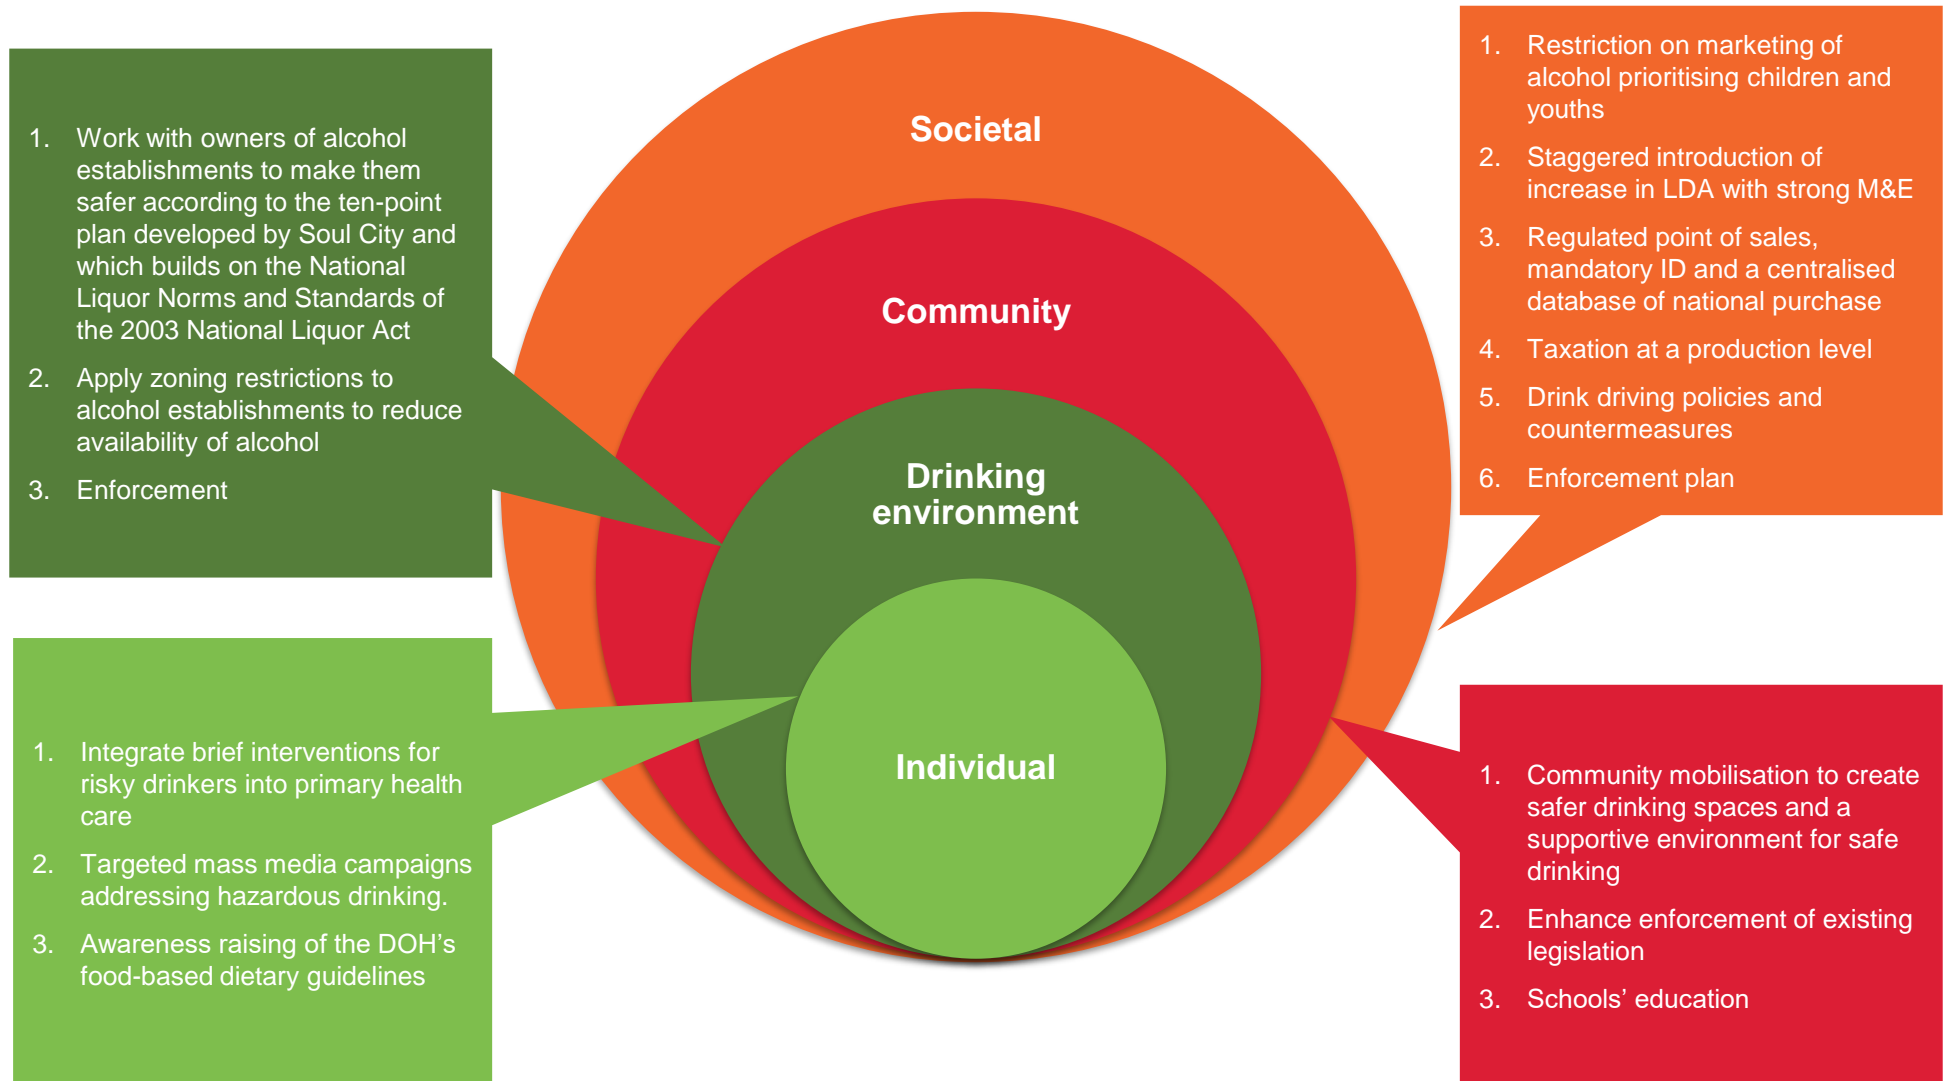 1. Work with owners of alcohol
establishments to make them
safer according to the ten-point
plan developed by Soul City and
which builds on the National
Liquor Norms and Standards of
the 2003 National Liquor Act
2. Apply zoning restrictions to
alcohol establishments to reduce
availability of alcohol
3. Enforcement
1. Integrate brief interventions for
risky drinkers into primary health
care
2. Targeted mass media campaigns
addressing hazardous drinking.
3. Awareness raising of the DOH’s
food-based dietary guidelines
Societal
Community
Drinking
environment
Individual
1. Restriction on marketing of
alcohol prioritising children and
youths
2. Staggered introduction of
increase in LDA with strong M&E
3. Regulated point of sales,
mandatory ID and a centralised
database of national purchase
4. Taxation at a production level
5. Drink driving policies and
countermeasures
6. Enforcement plan
1. Community mobilisation to create
safer drinking spaces and a
supportive environment for safe
drinking
2. Enhance enforcement of existing
legislation
3. Schools’ education